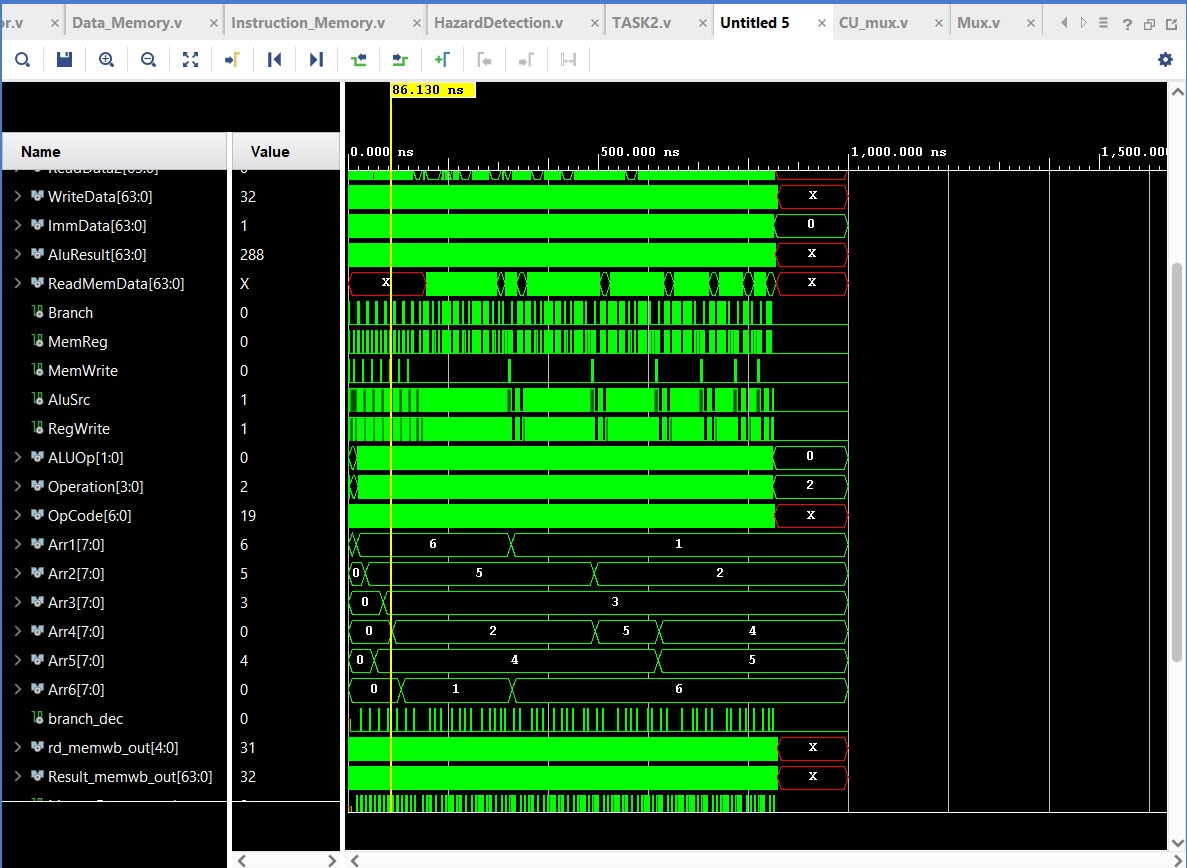 or.v Data_Memory.v Instruction_Memory.v HazardDetection.v TASK2.v Untitled 5 CU_mux.v Mux.v
86.130 ns
Name Value 0.000 ns 500.000 ns 1,000.000 ns 1,500.000
ReadData2[63:0]
WriteData[63:0] 32 X
ImmData[63:0] 1 0
AluResult[63:0] 288 X
ReadMemData[63:0] X X X
Branch 0
MemReg 0
MemWrite 0
AluSrc 1
RegWrite 1
ALUOp[1:0] 0 0
Operation[3:0] 2 2
OpCode[6:0] 19 X
Arr1[7:0] 6 6 1
Arr2[7:0] 5 0 5 2
Arr3[7:0] 3 0 3
Arr4[7:0] 0 0 2 5 4
Arr5[7:0] 4 0 4 5
Arr6[7:0] 0 0 1 6
branch_dec 0
rd_memwb_out[4:0] 31 X
Result_memwb_out[63:0] 32 X